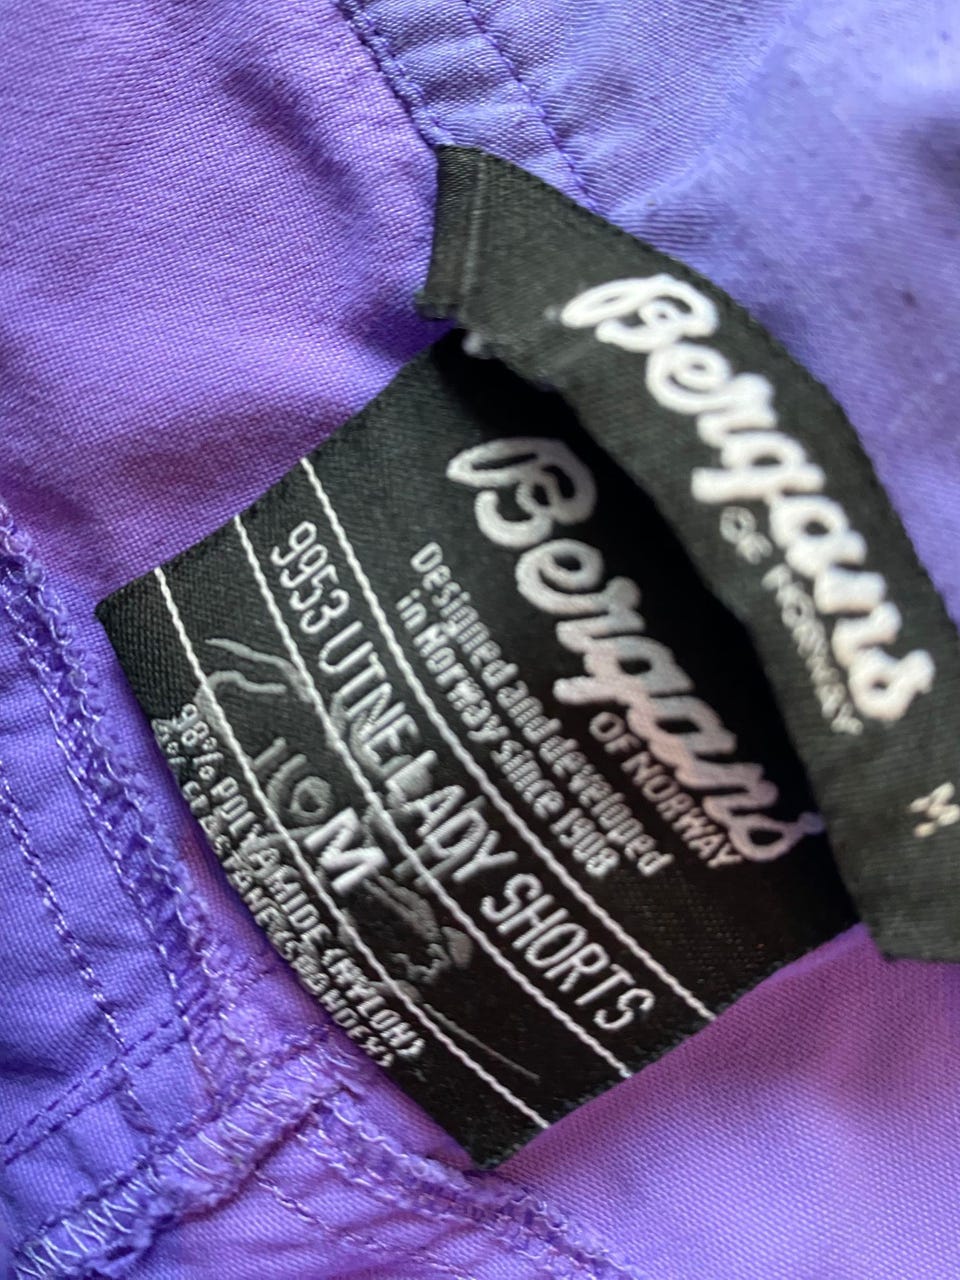 Bergans
OF NORWAY
M
Bergans
OF NORWAY
Designed and developed
in Norway since 1908
9953 UTNE LADY SHORTS
M
98% POLYAMIDE (NYLON)